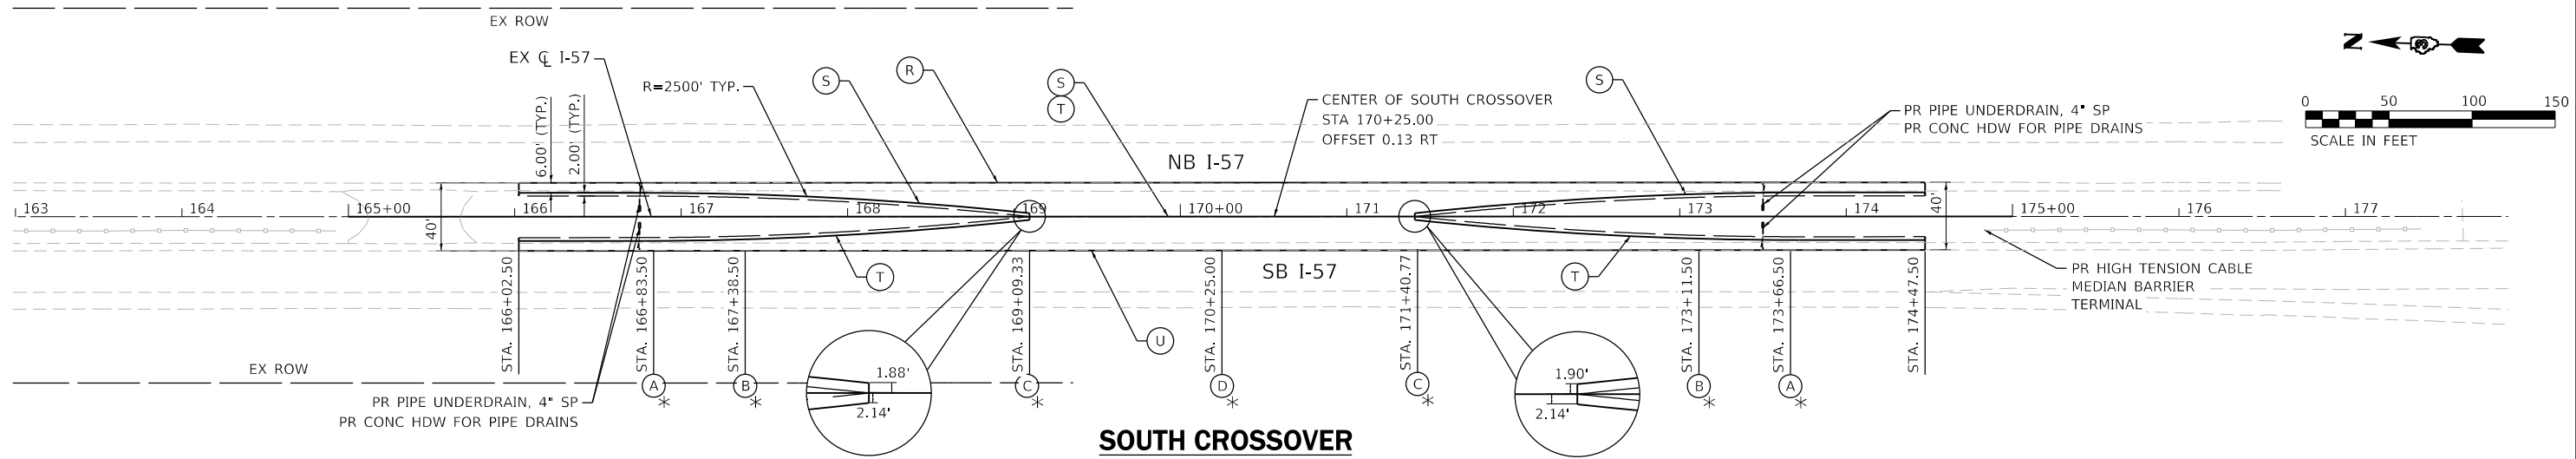 EX ROW
EX ℄ I-57
R=2500' TYP.
S
R
S
T
CENTER OF SOUTH CROSSOVER
STA 170+25.00
OFFSET 0.13 RT
S
PR PIPE UNDERDRAIN, 4" SP
PR CONC HDW FOR PIPE DRAINS
N
0 50 100 150
SCALE IN FEET
6.00' (TYP.)
2.00' (TYP.)
NB I-57
163 164 165+00 166 167 168 169 170+00 171 172 173 174 175+00 176 177
40'
40'
SB I-57
T
T
U
PR HIGH TENSION CABLE
MEDIAN BARRIER
TERMINAL
STA. 166+02.50
STA. 166+83.50
STA. 167+38.50
STA. 169+09.33
STA. 170+25.00
STA. 171+40.77
STA. 173+11.50
STA. 173+66.50
STA. 174+47.50
EX ROW
A *
B *
C *
D *
C *
B *
A *
1.88'
2.14'
1.90'
2.14'
PR PIPE UNDERDRAIN, 4" SP
PR CONC HDW FOR PIPE DRAINS
SOUTH CROSSOVER